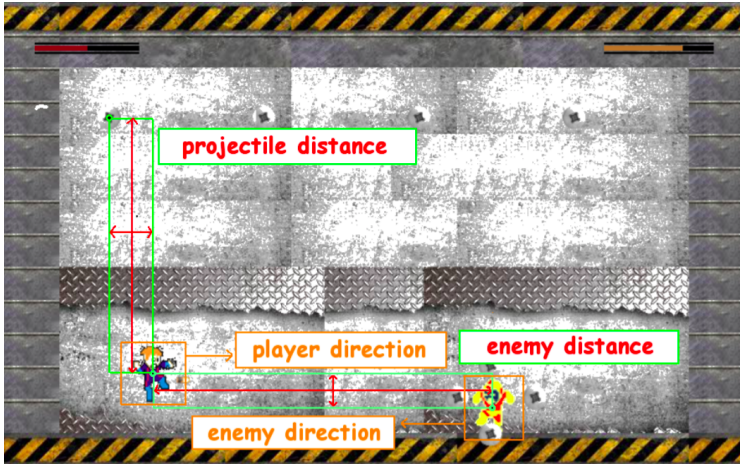 projectile distance
player direction
enemy distance
enemy direction